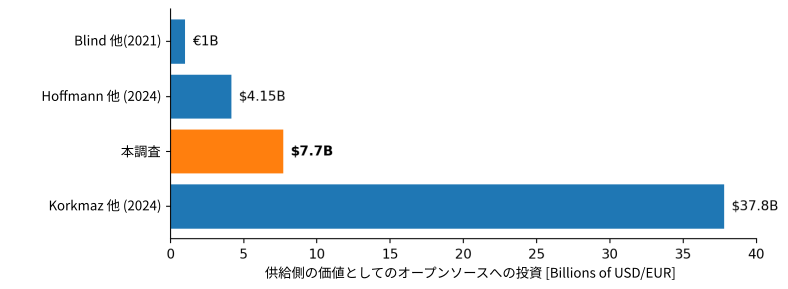 Blind 他(2021)
€1B
Hoffmann 他 (2024)
$4.15B
本調査
$7.7B
Korkmaz 他 (2024)
$37.8B
0 5 10 15 20 25 30 35 40
供給側の価値としてのオープンソースへの投資 [Billions of USD/EUR]